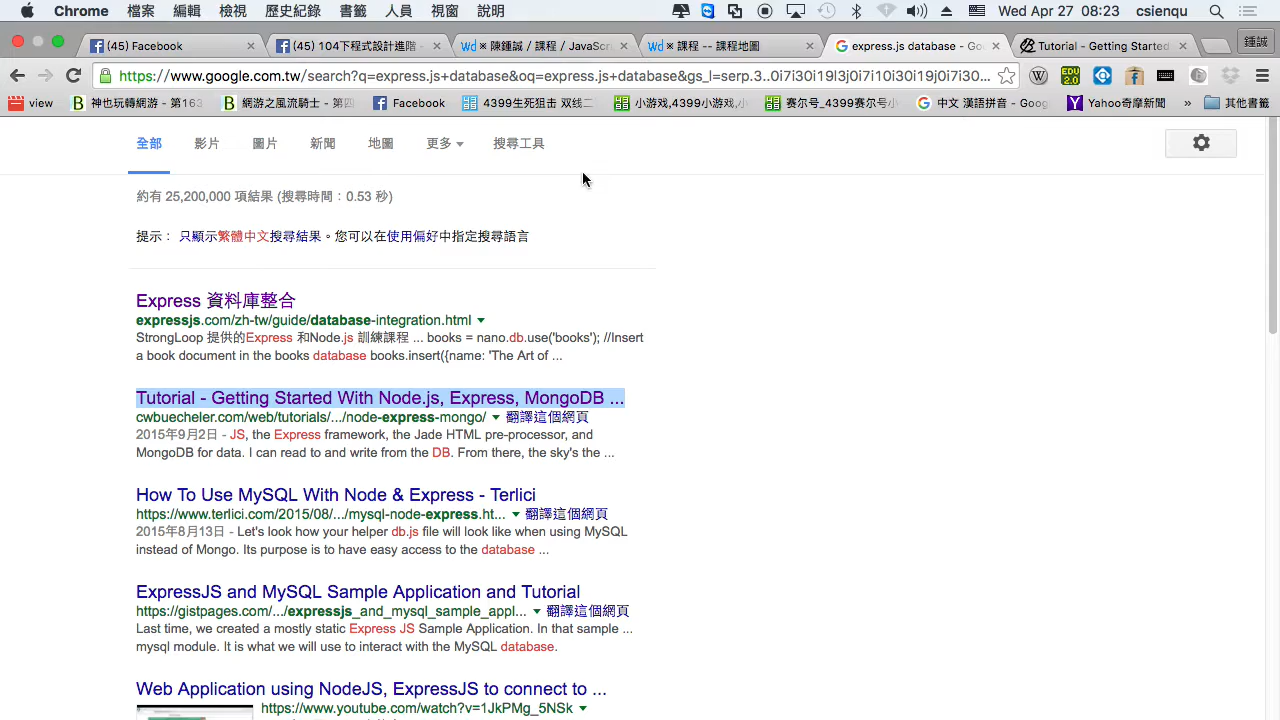 Chrome 檔案 編輯 檢視 歷史紀錄 書籤 人員 視窗 說明 Wed Apr 27 08:23 csienqu
(45) Facebook (45) 104下程式設計進階 - ※ 陳鍾誠 / 課程 / JavaScr ※ 課程 -- 課程地圖 express.js database - Go Tutorial - Getting Started 鍾誠
https://www.google.com.tw/search?q=express.js+database&oq=express.js+database&gs_l=serp.3..0i7i30i19l3j0i7i10i30i19j0i7i30...
view 神也玩轉網游 - 第163 網游之風流騎士 - 第四 Facebook 4399生死狙击 双线二 小游戏,4399小游戏,小 赛尔号_4399赛尔号小 中文 漢語拼音 - Goog Yahoo奇摩新聞 » 其他書籤
全部 影片 圖片 新聞 地圖 更多 搜尋工具
約有 25,200,000 項結果 (搜尋時間：0.53 秒)
提示： 只顯示繁體中文搜尋結果。您可以在使用偏好中指定搜尋語言
Express 資料庫整合
expressjs.com/zh-tw/guide/database-integration.html
StrongLoop 提供的Express 和Node.js 訓練課程 ... books = nano.db.use('books'); //Insert
a book document in the books database books.insert({name: 'The Art of ...
Tutorial - Getting Started With Node.js, Express, MongoDB ...
cwbuecheler.com/web/tutorials/.../node-express-mongo/ 翻譯這個網頁
2015年9月2日 - JS, the Express framework, the Jade HTML pre-processor, and
MongoDB for data. I can read to and write from the DB. From there, the sky's the ...
How To Use MySQL With Node & Express - Terlici
https://www.terlici.com/2015/08/.../mysql-node-express.ht... 翻譯這個網頁
2015年8月13日 - Let's look how your helper db.js file will look like when using MySQL
instead of Mongo. Its purpose is to have easy access to the database ...
ExpressJS and MySQL Sample Application and Tutorial
https://gistpages.com/.../expressjs_and_mysql_sample_appl... 翻譯這個網頁
Last time, we created a mostly static Express JS Sample Application. In that sample ...
mysql module. It is what we will use to interact with the MySQL database.
Web Application using NodeJS, ExpressJS to connect to ...
https://www.youtube.com/watch?v=1JkPMg_5NSk